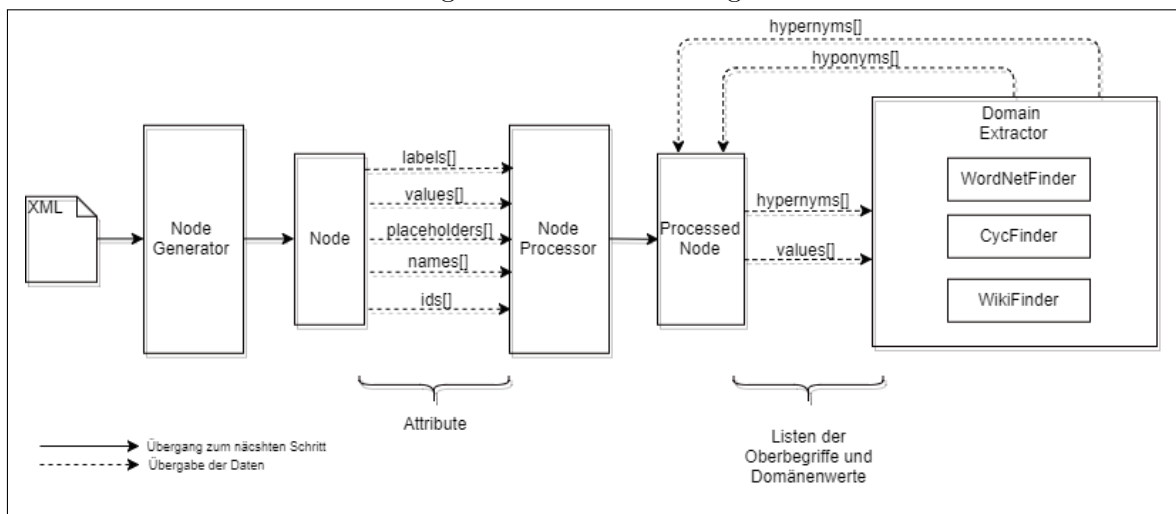 hypernyms[]
hyponyms[]
Domain
Extractor
WordNetFinder
CycFinder
WikiFinder
XML
Node
Generator
Node
labels[]
values[]
placeholders[]
names[]
ids[]
Node
Processor
Processed
Node
hypernyms[]
values[]
Attribute
Listen der
Oberbegriffe und
Domänenwerte
Übergang zum näcshten Schritt
Übergabe der Daten